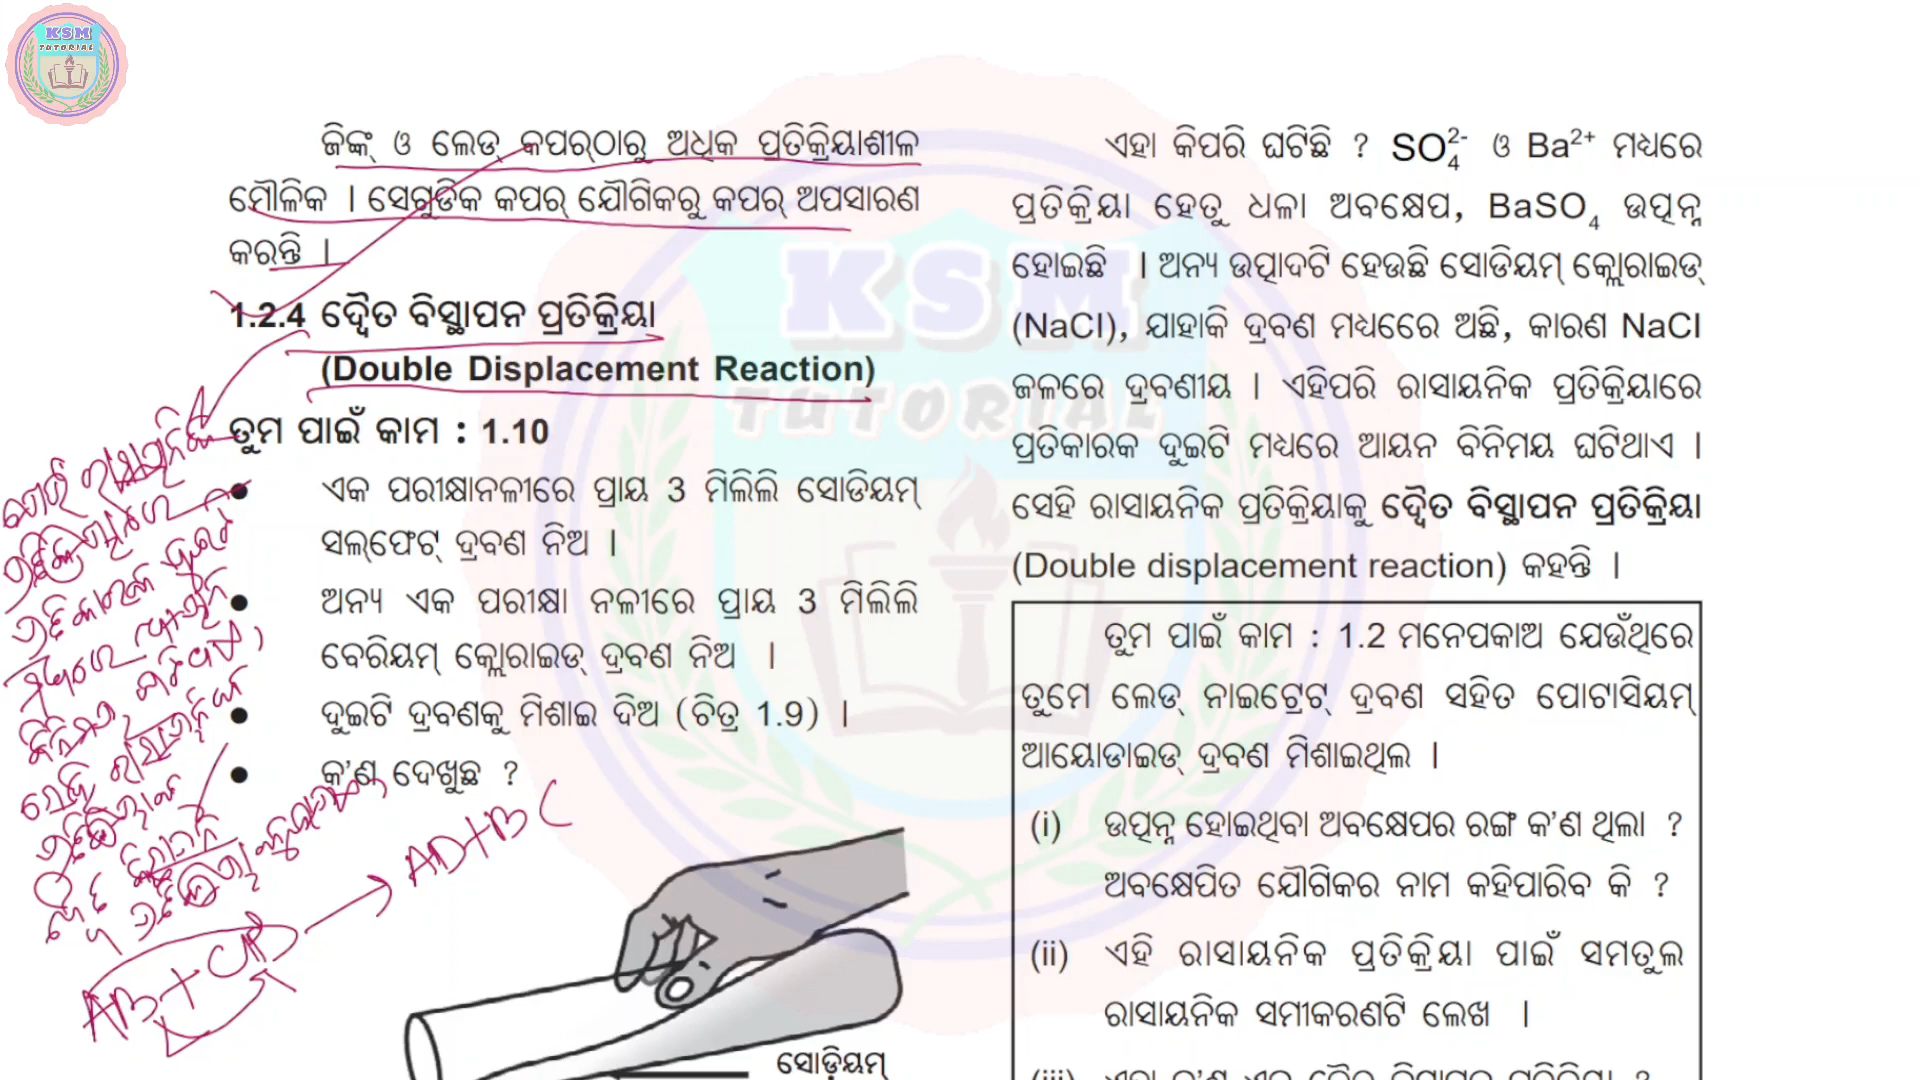 KSM
TUTORIAL
ଜିଙ୍କ୍ ଓ ଲେଡ୍ କପର୍‌ଠାରୁ ଅଧିକ ପ୍ରତିକ୍ରିୟାଶୀଳ
ମୌଳିକ । ସେଗୁଡିକ କପର୍ ଯୌଗିକରୁ କପର୍ ଅପସାରଣ
କରନ୍ତି ।
1.2.4 ଦ୍ୱୈତ ବିସ୍ଥାପନ ପ୍ରତିକ୍ରିୟା
(Double Displacement Reaction)
ତୁମ ପାଇଁ କାମ : 1.10
● ଏକ ପରୀକ୍ଷାନଳୀରେ ପ୍ରାୟ 3 ମିଲିଲି ସୋଡିୟମ୍
ସଲ୍‌ଫେଟ୍ ଦ୍ରବଣ ନିଅ ।
● ଅନ୍ୟ ଏକ ପରୀକ୍ଷା ନଳୀରେ ପ୍ରାୟ 3 ମିଲିଲି
ବେରିୟମ୍ କ୍ଲୋରାଇଡ୍ ଦ୍ରବଣ ନିଅ ।
● ଦୁଇଟି ଦ୍ରବଣକୁ ମିଶାଇ ଦିଅ (ଚିତ୍ର 1.9) ।
● କ'ଣ ଦେଖୁଛ ?
AB + CD → AD + BC
ସୋଡ଼ିୟମ୍
ଏହା କିପରି ଘଟିଛି ? SO₄²⁻ ଓ Ba²⁺ ମଧ୍ୟରେ
ପ୍ରତିକ୍ରିୟା ହେତୁ ଧଳା ଅବକ୍ଷେପ, BaSO₄ ଉତ୍ପନ୍ନ
ହୋଇଛି । ଅନ୍ୟ ଉତ୍ପାଦଟି ହେଉଛି ସୋଡିୟମ୍ କ୍ଲୋରାଇଡ୍
(NaCl), ଯାହାକି ଦ୍ରବଣ ମଧ୍ୟରେେ ଅଛି, କାରଣ NaCl
ଜଳରେ ଦ୍ରବଣୀୟ । ଏହିପରି ରାସାୟନିକ ପ୍ରତିକ୍ରିୟାରେ
ପ୍ରତିକାରକ ଦୁଇଟି ମଧ୍ୟରେ ଆୟନ ବିନିମୟ ଘଟିଥାଏ ।
ସେହି ରାସାୟନିକ ପ୍ରତିକ୍ରିୟାକୁ ଦ୍ୱୈତ ବିସ୍ଥାପନ ପ୍ରତିକ୍ରିୟା
(Double displacement reaction) କହନ୍ତି ।
ତୁମ ପାଇଁ କାମ : 1.2 ମନେପକାଅ ଯେଉଁଥିରେ
ତୁମେ ଲେଡ୍ ନାଇଟ୍ରେଟ୍ ଦ୍ରବଣ ସହିତ ପୋଟାସିୟମ୍
ଆୟୋଡାଇଡ୍ ଦ୍ରବଣ ମିଶାଇଥିଲ ।
(i) ଉତ୍ପନ୍ନ ହୋଇଥିବା ଅବକ୍ଷେପର ରଙ୍ଗ କ'ଣ ଥିଲା ?
ଅବକ୍ଷେପିତ ଯୌଗିକର ନାମ କହିପାରିବ କି ?
(ii) ଏହି ରାସାୟନିକ ପ୍ରତିକ୍ରିୟା ପାଇଁ ସମତୁଲ
ରାସାୟନିକ ସମୀକରଣଟି ଲେଖ ।